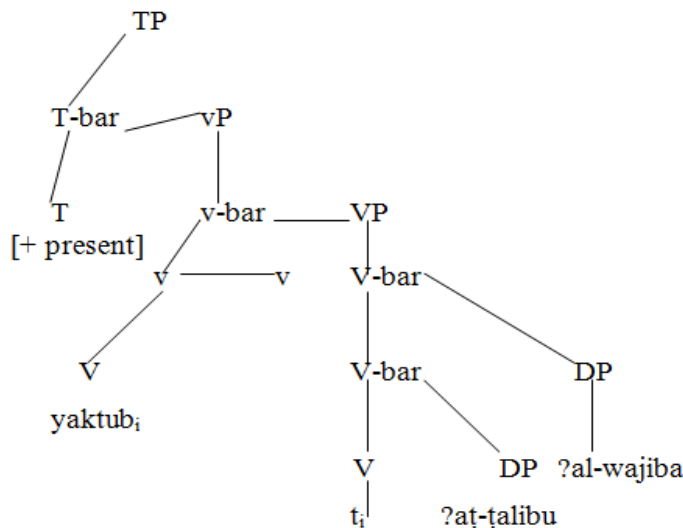 TP
T-bar vP
T v-bar VP
[+ present]
v v V-bar
V V-bar DP
yaktubᵢ
V DP ?al-wajiba
tᵢ ?aṭ-ṭalibu